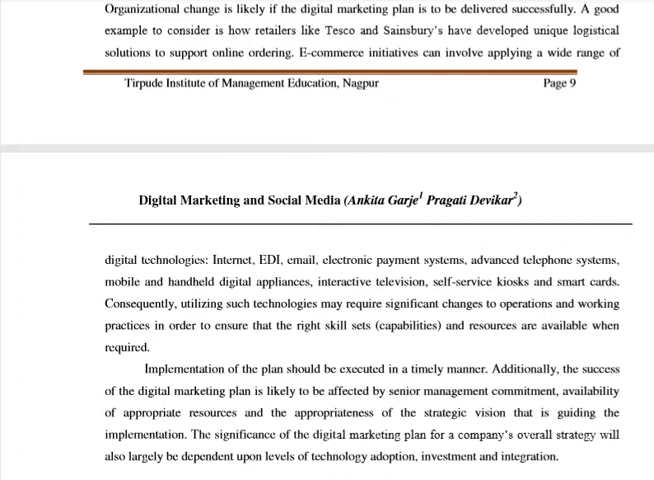 Organizational change is likely if the digital marketing plan is to be delivered successfully. A good
example to consider is how retailers like Tesco and Sainsbury's have developed unique logistical
solutions to support online ordering. E-commerce initiatives can involve applying a wide range of
Tirpude Institute of Management Education, Nagpur Page 9
Digital Marketing and Social Media (Ankita Garje1 Pragati Devikar2)
digital technologies: Internet, EDI, email, electronic payment systems, advanced telephone systems,
mobile and handheld digital appliances, interactive television, self-service kiosks and smart cards.
Consequently, utilizing such technologies may require significant changes to operations and working
practices in order to ensure that the right skill sets (capabilities) and resources are available when
required.
Implementation of the plan should be executed in a timely manner. Additionally, the success
of the digital marketing plan is likely to be affected by senior management commitment, availability
of appropriate resources and the appropriateness of the strategic vision that is guiding the
implementation. The significance of the digital marketing plan for a company's overall strategy will
also largely be dependent upon levels of technology adoption, investment and integration.